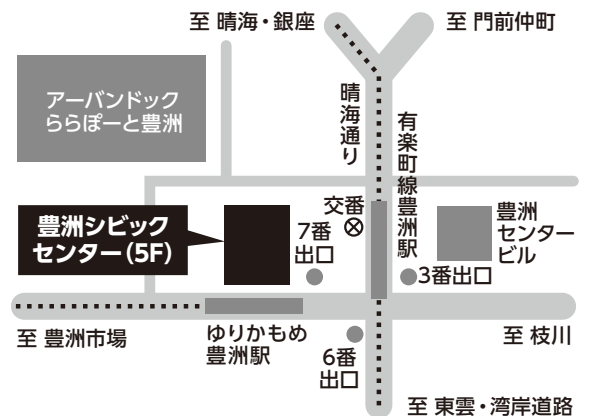 至 晴海・銀座
至 門前仲町
アーバンドック
ららぽーと豊洲
晴海通り
有楽町線豊洲駅
豊洲シビック
センター（5F）
交番
7番
出口
豊洲
センター
ビル
3番出口
至 豊洲市場
ゆりかもめ
豊洲駅
6番
出口
至 枝川
至 東雲・湾岸道路